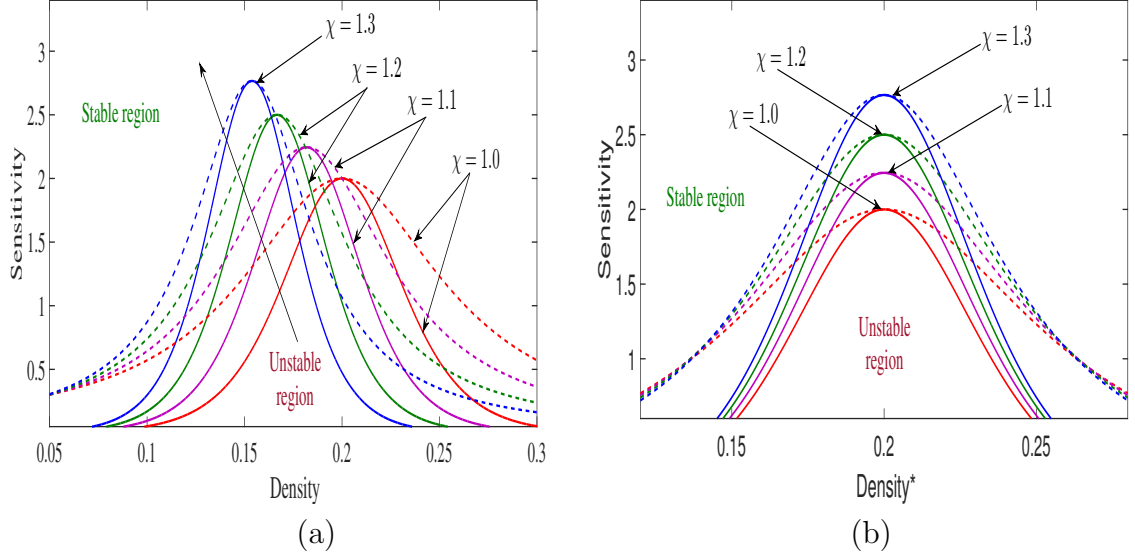 3
2.5
2
1.5
1
0.5
0.05
0.1
0.15
0.2
0.25
0.3
Sensitivity
Density
Stable region
Unstable
region
χ = 1.3
χ = 1.2
χ = 1.1
χ = 1.0
(a)
3
2.5
2
1.5
1
0.15
0.2
0.25
Sensitivity
Density*
Stable region
Unstable
region
χ = 1.3
χ = 1.2
χ = 1.1
χ = 1.0
(b)